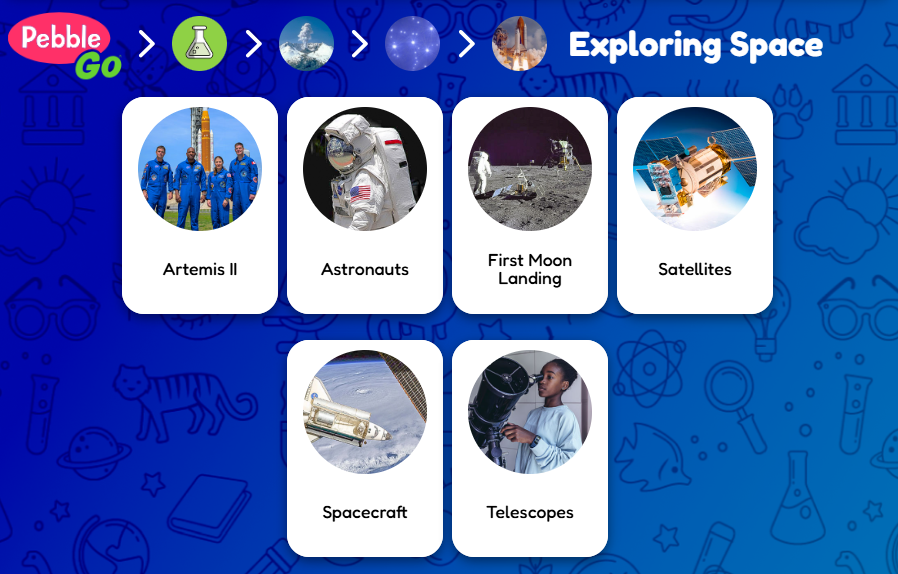 Pebble
Go
Exploring Space
Artemis II
Astronauts
First Moon
Landing
Satellites
Spacecraft
Telescopes